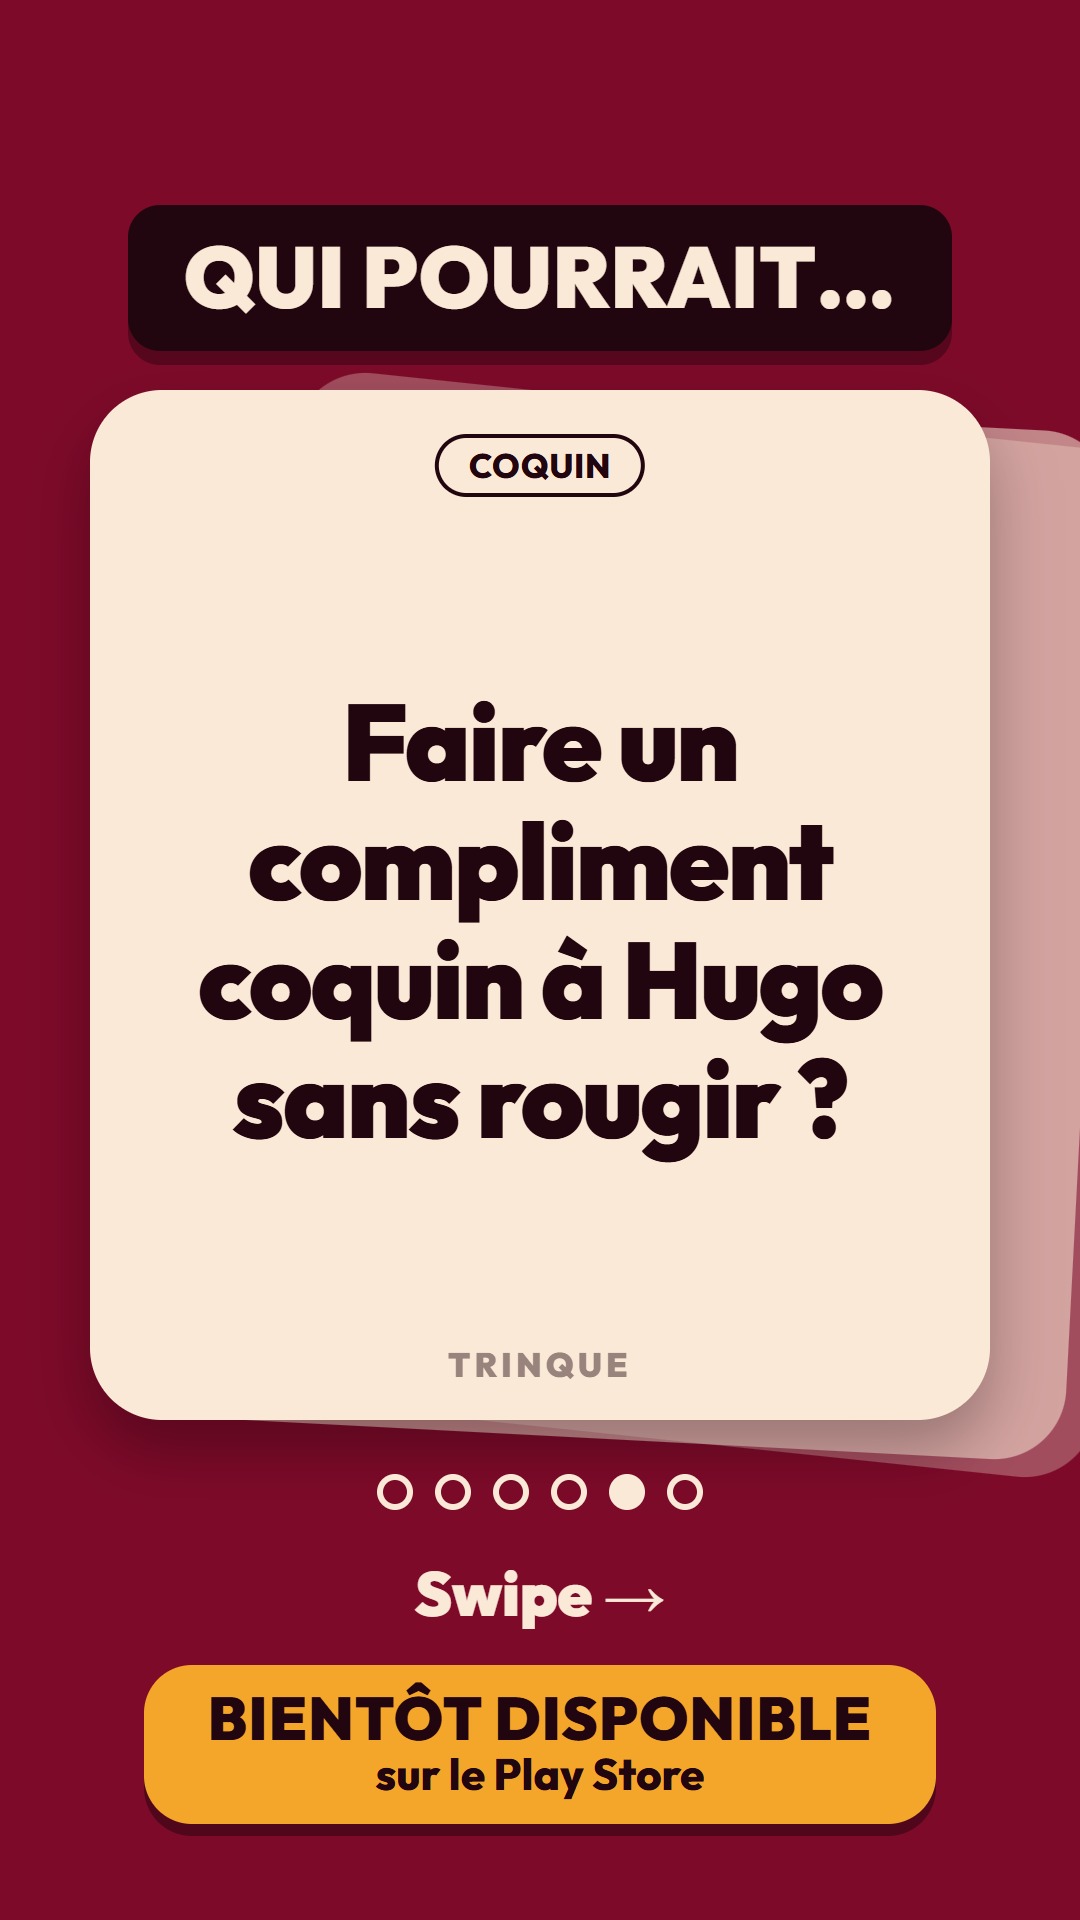 QUI POURRAIT...
COQUIN
Faire un
compliment
coquin à Hugo
sans rougir ?
TRINQUE
Swipe →
BIENTÔT DISPONIBLE
sur le Play Store